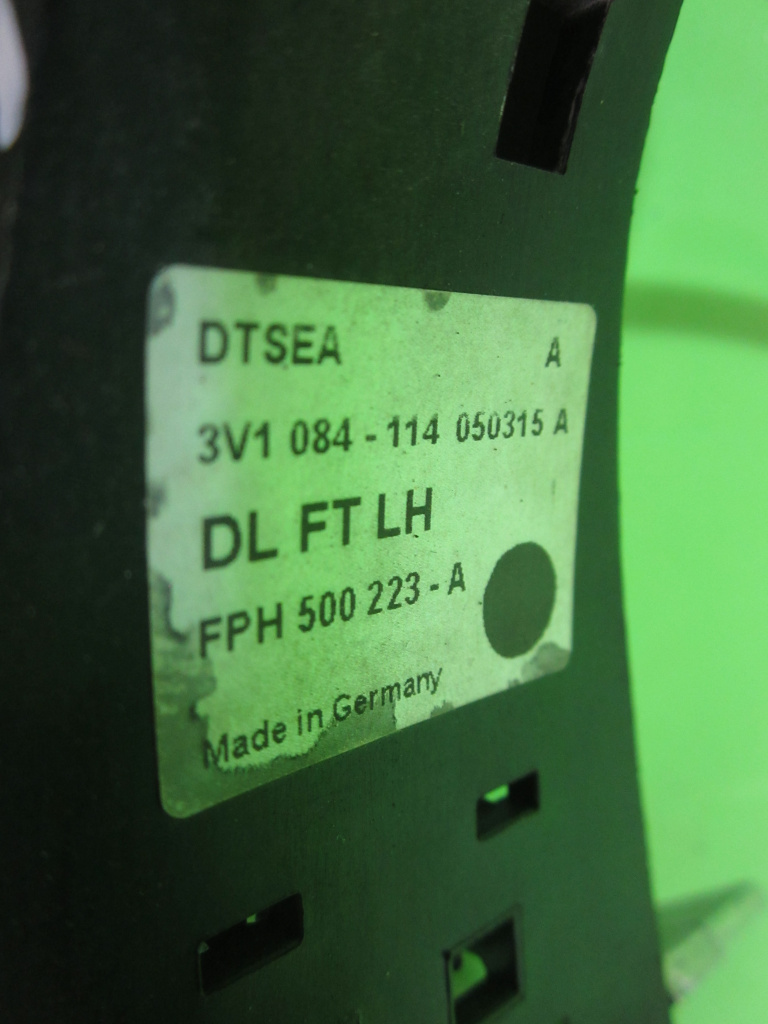 DTSEA A
3V1 084 - 114 050315 A
DL FT LH
FPH 500 223 - A
Made in Germany